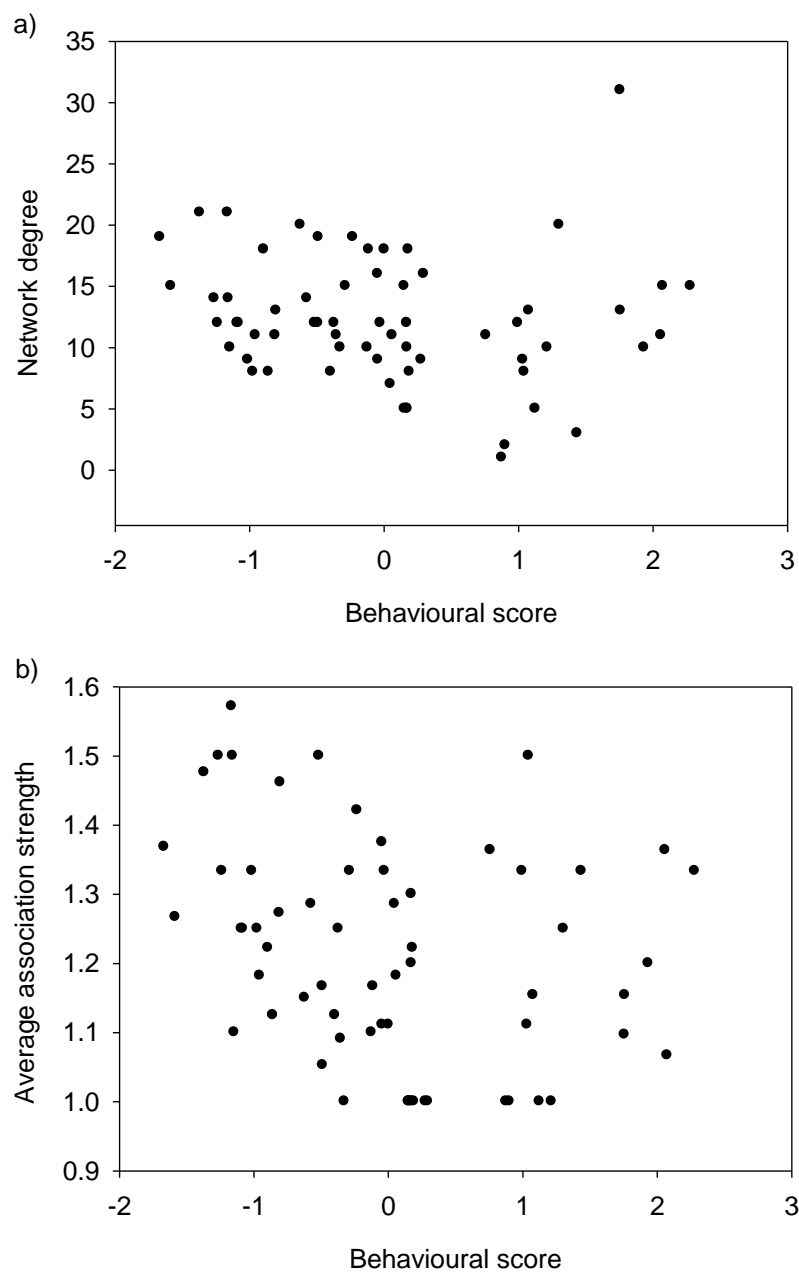 a)
35
30
25
20
15
10
5
0
Network degree
-2 -1 0 1 2 3
Behavioural score
b)
1.6
1.5
1.4
1.3
1.2
1.1
1.0
0.9
Average association strength
-2 -1 0 1 2 3
Behavioural score